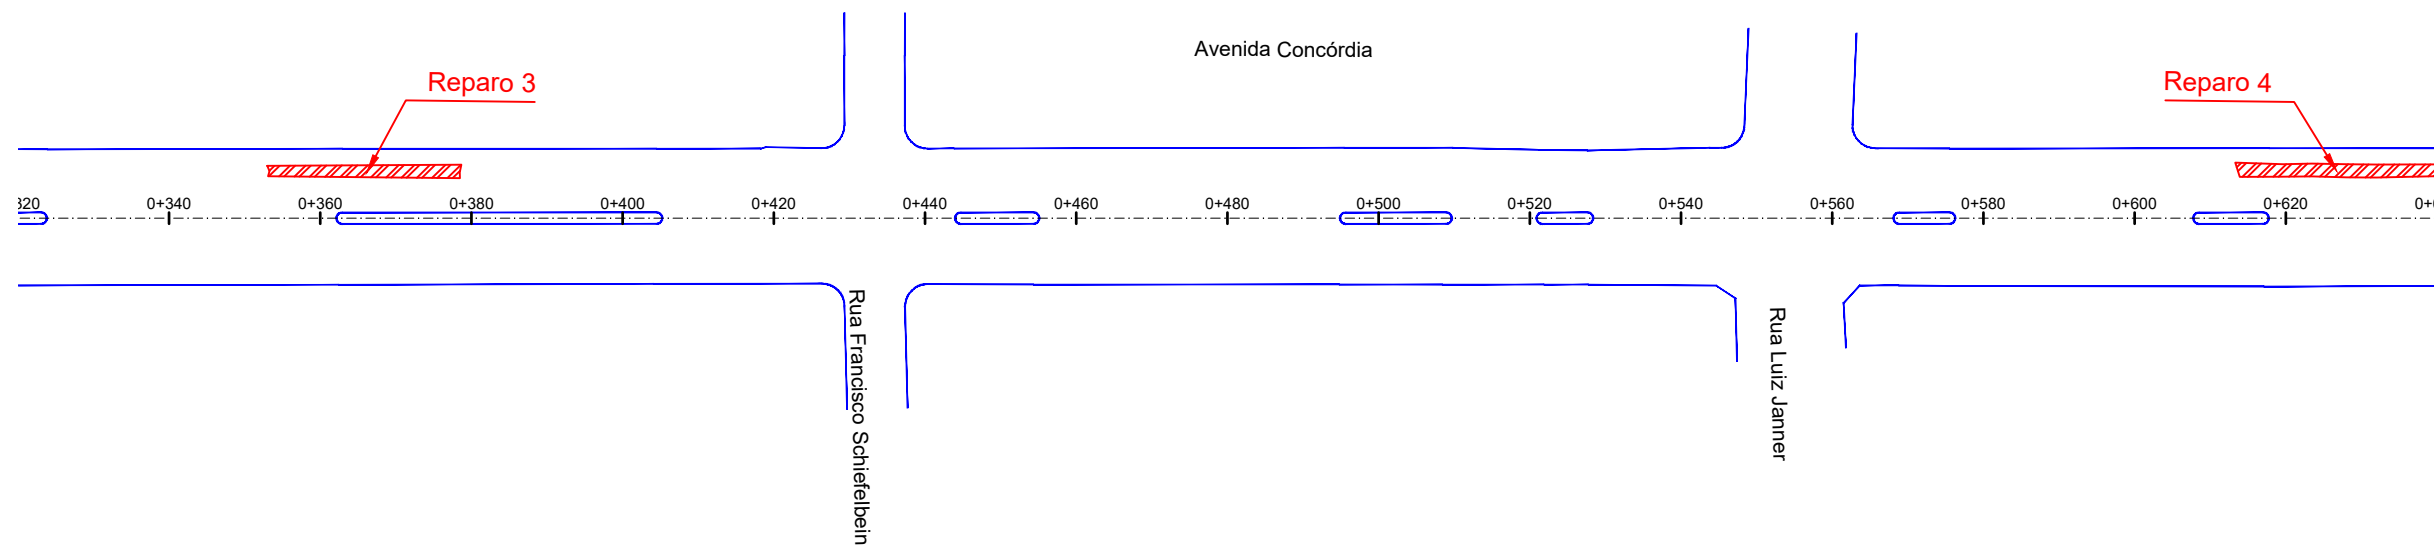 Avenida Concórdia
Reparo 3
Reparo 4
320 0+340 0+360 0+380 0+400 0+420 0+440 0+460 0+480 0+500 0+520 0+540 0+560 0+580 0+600 0+620
Rua Francisco Schiefelbein
Rua Luiz Janner